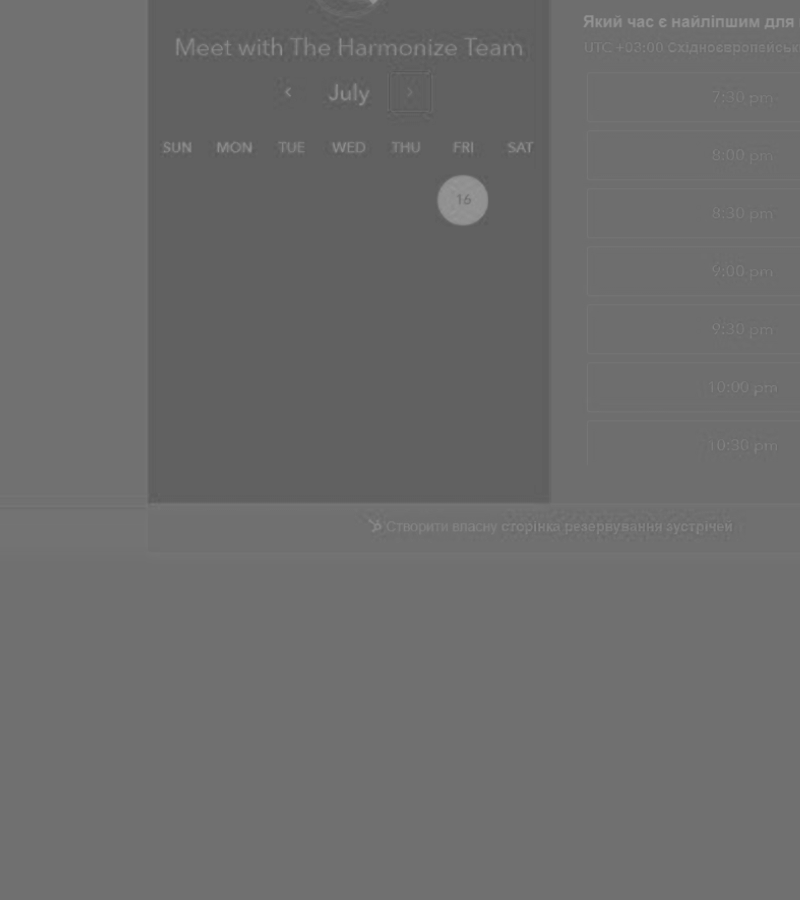 Meet with The Harmonize Team
‹ July ›
SUN MON TUE WED THU FRI SAT
16
Який час є найліпшим для
UTC +03:00 Східноєвропейськ
7:30 pm
8:00 pm
8:30 pm
9:00 pm
9:30 pm
10:00 pm
10:30 pm
Створити власну сторінка резервування зустрічей